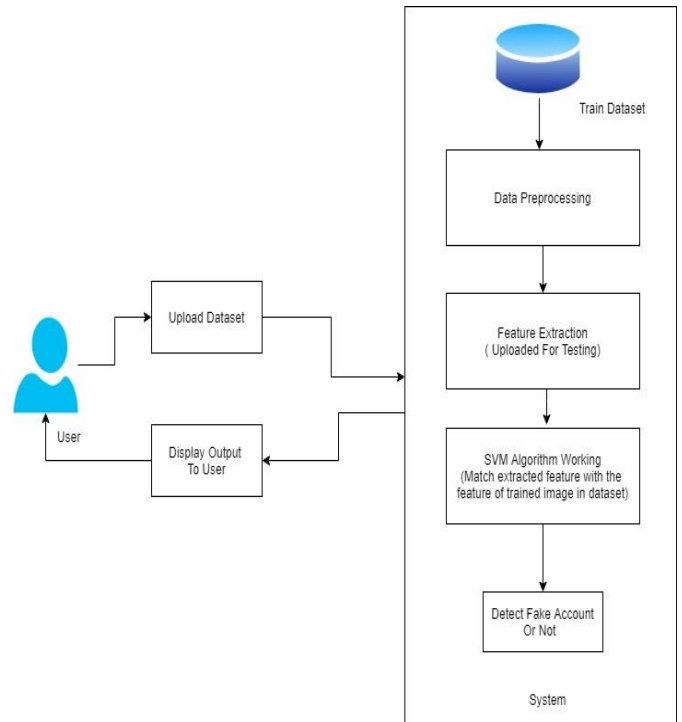 Train Dataset
Data Preprocessing
Upload Dataset
Feature Extraction
( Uploaded For Testing)
User
Display Output
To User
SVM Algorithm Working
(Match extracted feature with the
feature of trained image in dataset)
Detect Fake Account
Or Not
System